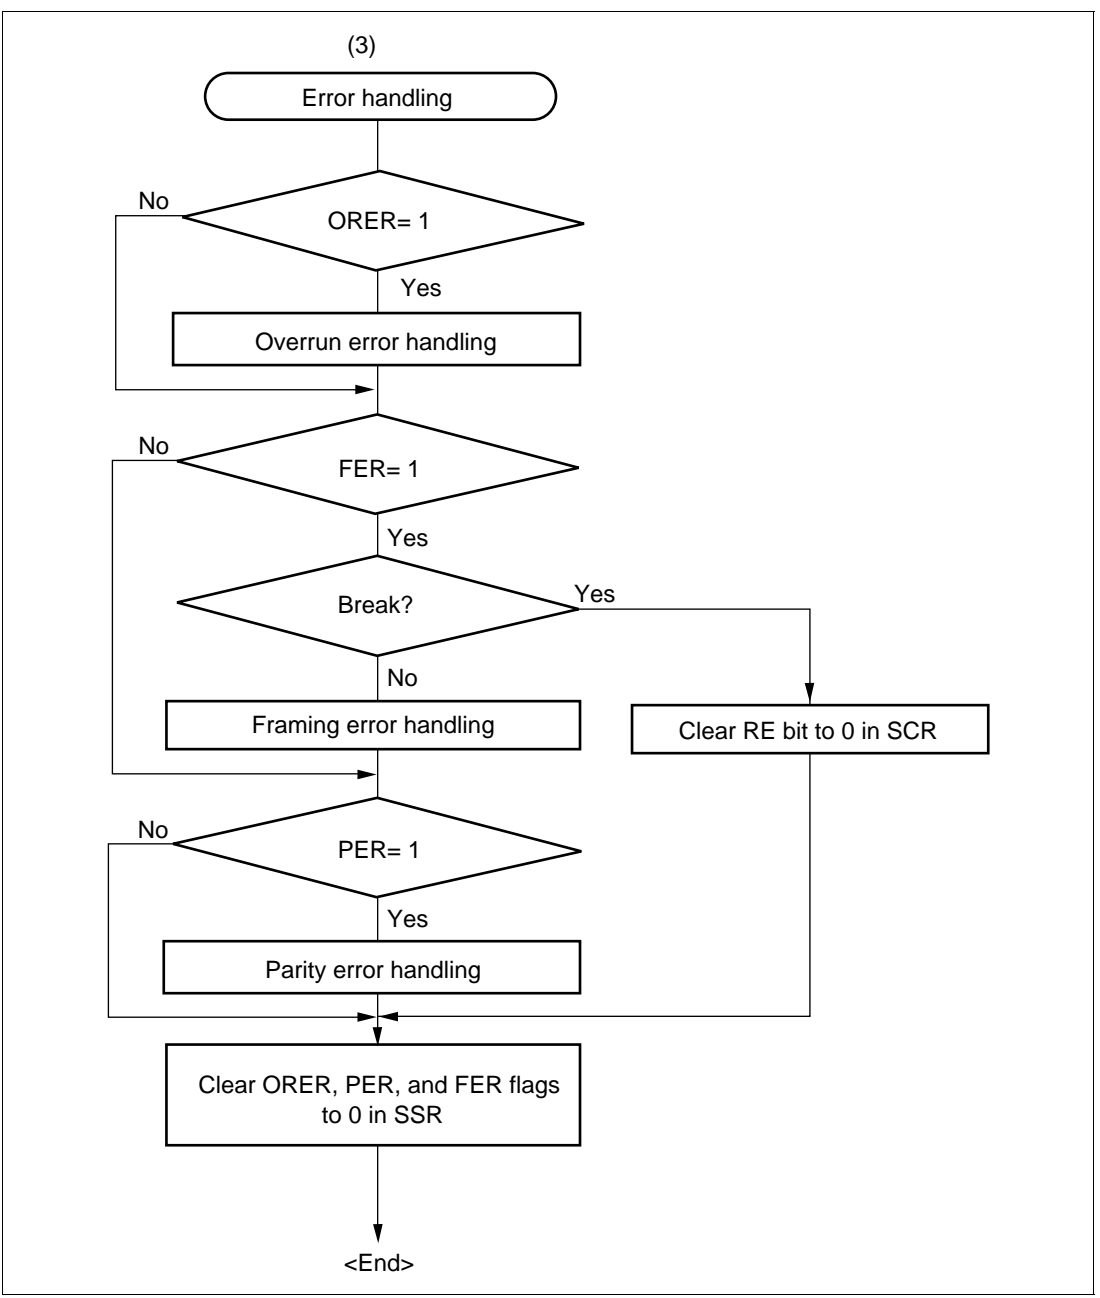 (3)
Error handling
No
ORER= 1
Yes
Overrun error handling
No
FER= 1
Yes
Break?
Yes
No
Framing error handling
Clear RE bit to 0 in SCR
No
PER= 1
Yes
Parity error handling
Clear ORER, PER, and FER flags
to 0 in SSR
<End>